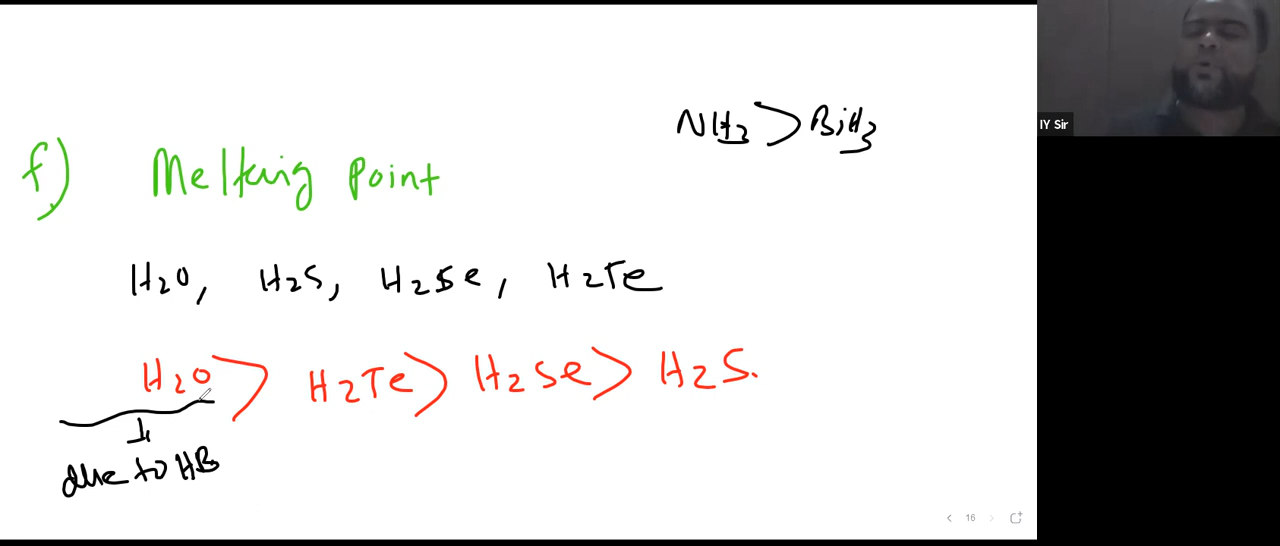 NH3 > BiH3
IY Sir
f) Melting Point
H2O, H2S, H2Se, H2Te
H2O > H2Te > H2Se > H2S.
due to HB
16